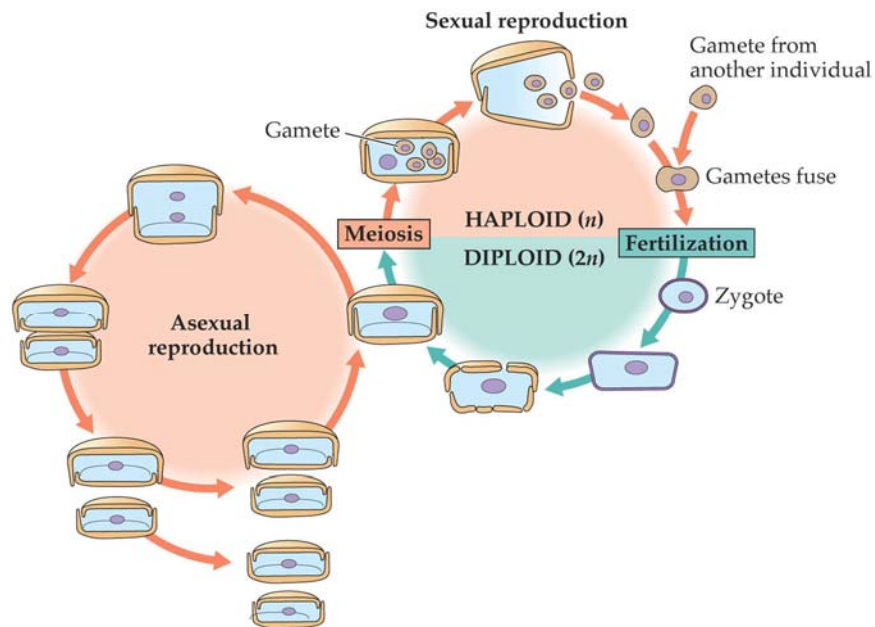 Sexual reproduction
Gamete from
another individual
Gamete
Gametes fuse
Meiosis
HAPLOID (n)
DIPLOID (2n)
Fertilization
Zygote
Asexual
reproduction